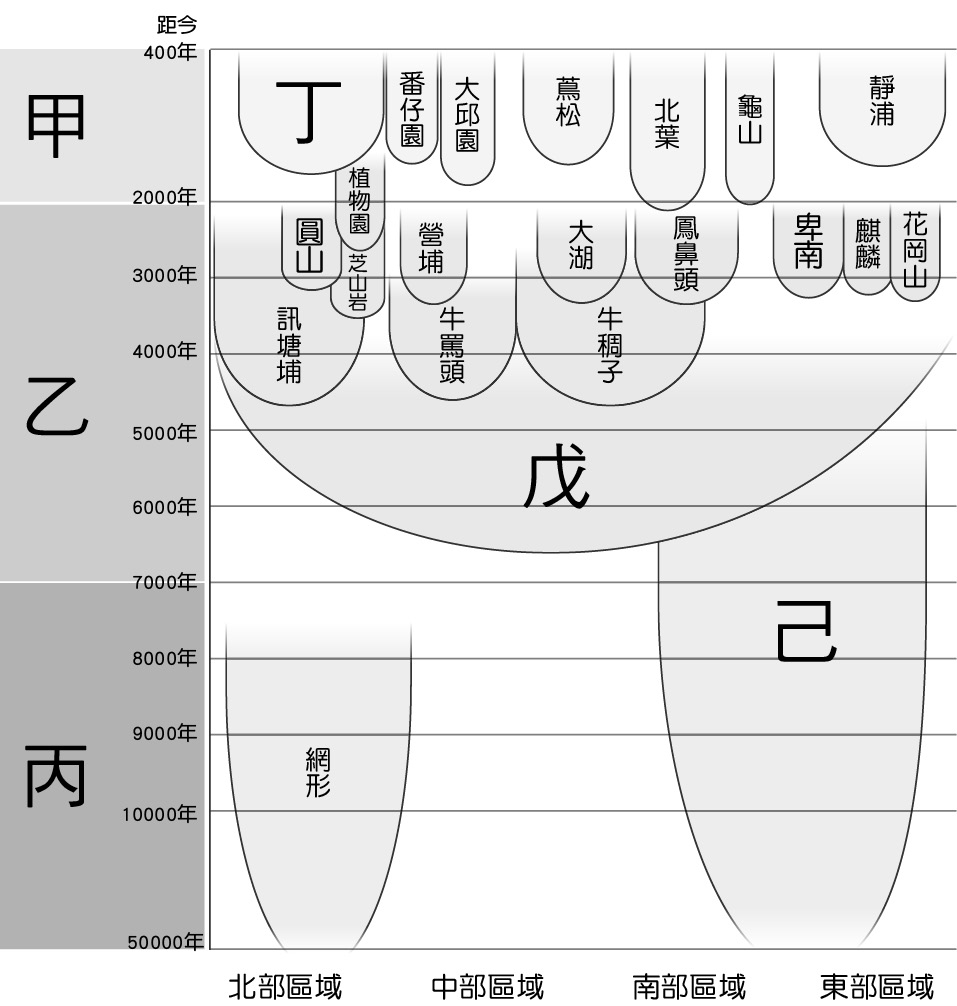 距今
400年
甲
丁
番仔園
大邱園
蔦松
北葉
龜山
靜浦
植物園
2000年
圓山
芝山岩
營埔
大湖
鳳鼻頭
卑南
麒麟
花岡山
3000年
訊塘埔
牛罵頭
牛稠子
4000年
乙
5000年
戊
6000年
7000年
己
8000年
丙
9000年
網形
10000年
50000年
北部區域
中部區域
南部區域
東部區域